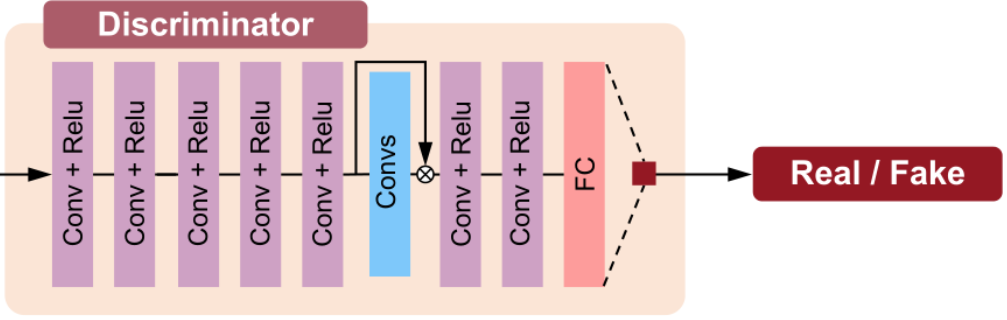 Discriminator
Conv + Relu
Conv + Relu
Conv + Relu
Conv + Relu
Conv + Relu
Convs
Conv + Relu
Conv + Relu
FC
Real / Fake